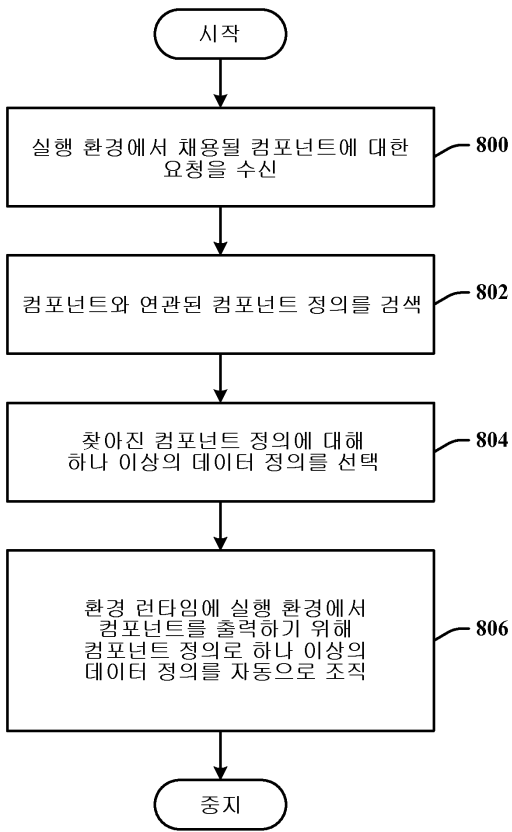 시작
실행 환경에서 채용될 컴포넌트에 대한
요청을 수신
800
컴포넌트와 연관된 컴포넌트 정의를 검색
802
찾아진 컴포넌트 정의에 대해
하나 이상의 데이터 정의를 선택
804
환경 런타임에 실행 환경에서
컴포넌트를 출력하기 위해
컴포넌트 정의로 하나 이상의
데이터 정의를 자동으로 조직
806
중지